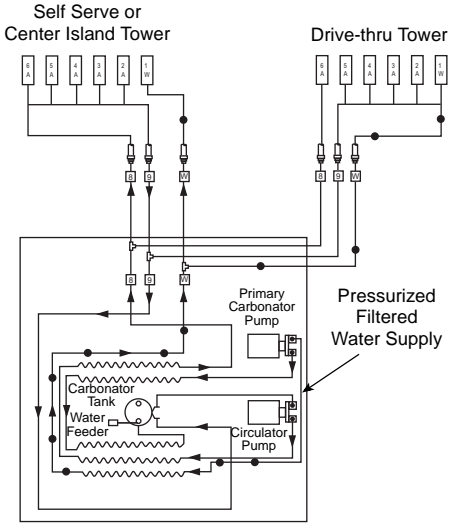 Self Serve or
Center Island Tower
Drive-thru Tower
6 A
5 A
4 A
3 A
2 A
1 W
6 A
5 A
4 A
3 A
2 A
1 W
8
9
W
8
9
W
8
9
W
Primary
Carbonator
Pump
Pressurized
Filtered
Water Supply
Carbonator
Tank
Water
Feeder
Circulator
Pump